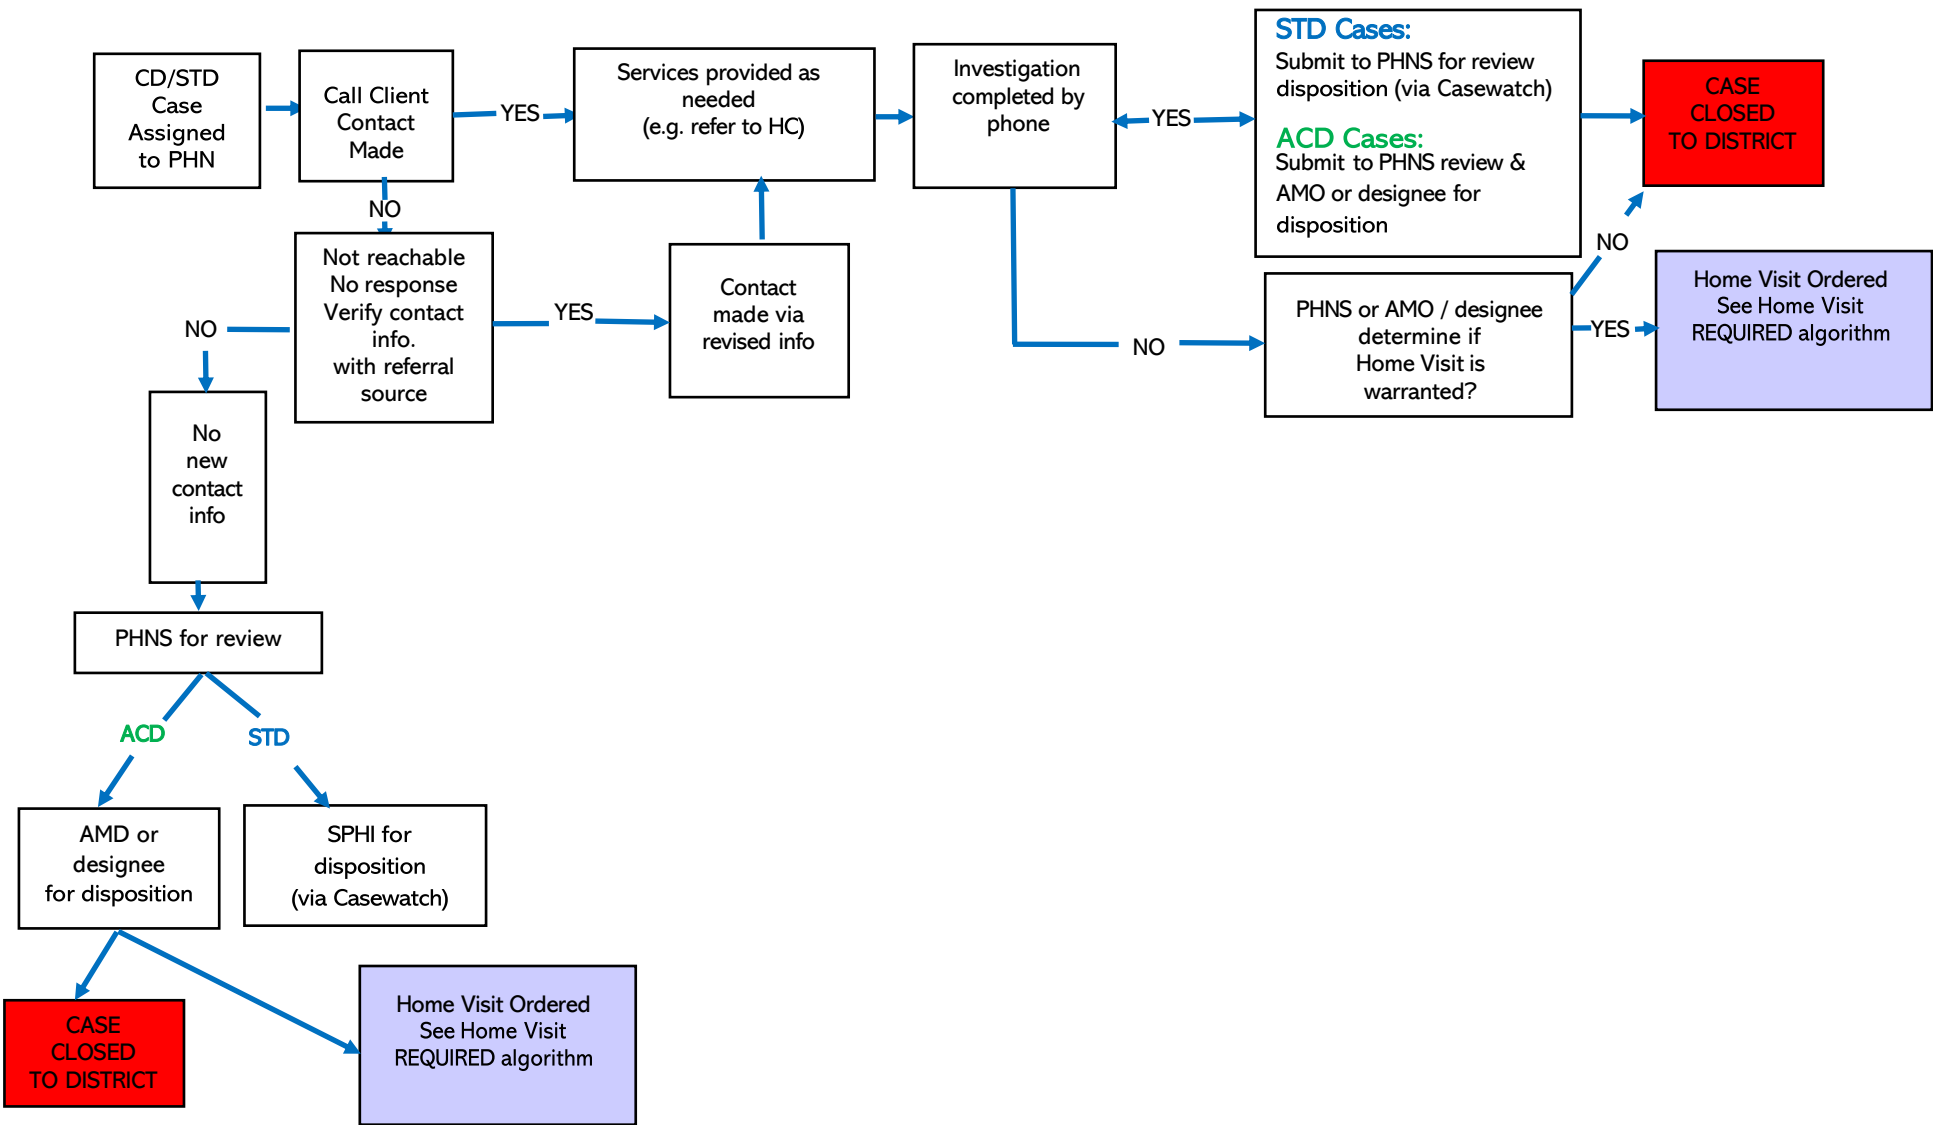 CD/STD
Case
Assigned
to PHN
Call Client
Contact
Made
YES
Services provided as
needed
(e.g. refer to HC)
Investigation
completed by
phone
YES
STD Cases:
Submit to PHNS for review
disposition (via Casewatch)
ACD Cases:
Submit to PHNS review &
AMO or designee for
disposition
CASE
CLOSED
TO DISTRICT
NO
Not reachable
No response
Verify contact
info.
with referral
source
YES
Contact
made via
revised info
NO
PHNS or AMO / designee
determine if
Home Visit is
warranted?
NO
YES
Home Visit Ordered
See Home Visit
REQUIRED algorithm
NO
No
new
contact
info
PHNS for review
ACD
STD
AMD or
designee
for disposition
SPHI for
disposition
(via Casewatch)
CASE
CLOSED
TO DISTRICT
Home Visit Ordered
See Home Visit
REQUIRED algorithm